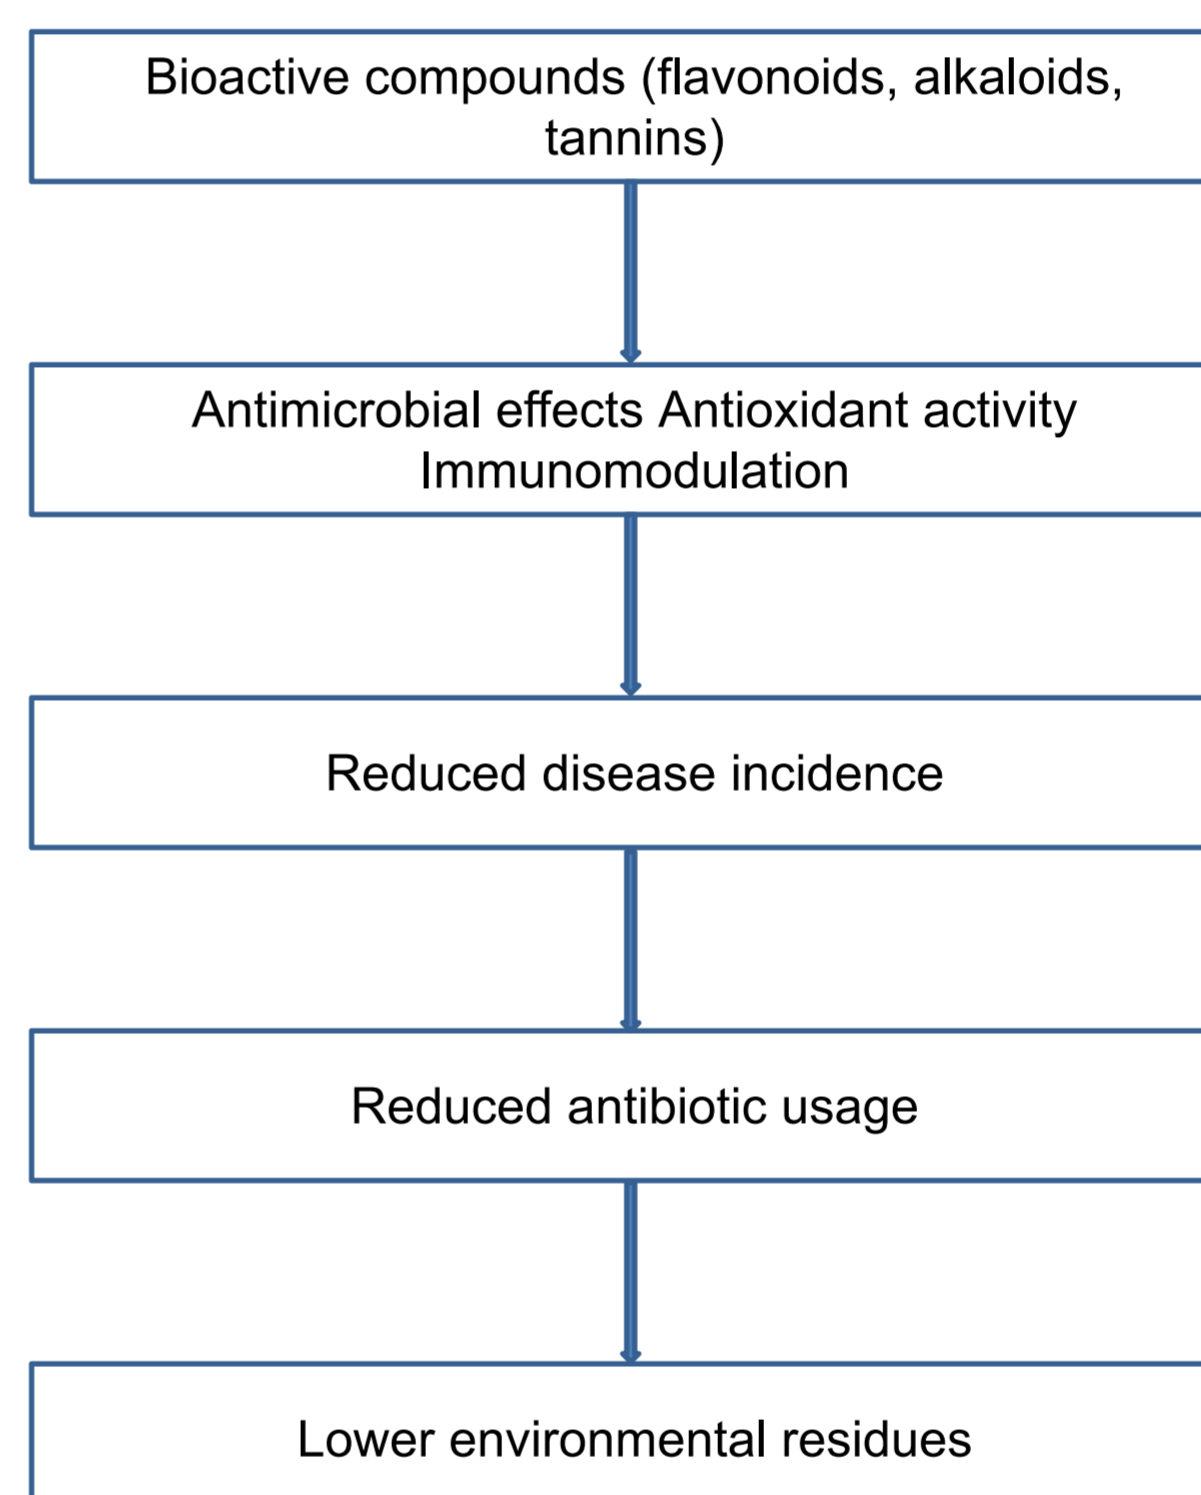 Bioactive compounds (flavonoids, alkaloids,
tannins)
Antimicrobial effects Antioxidant activity
Immunomodulation
Reduced disease incidence
Reduced antibiotic usage
Lower environmental residues